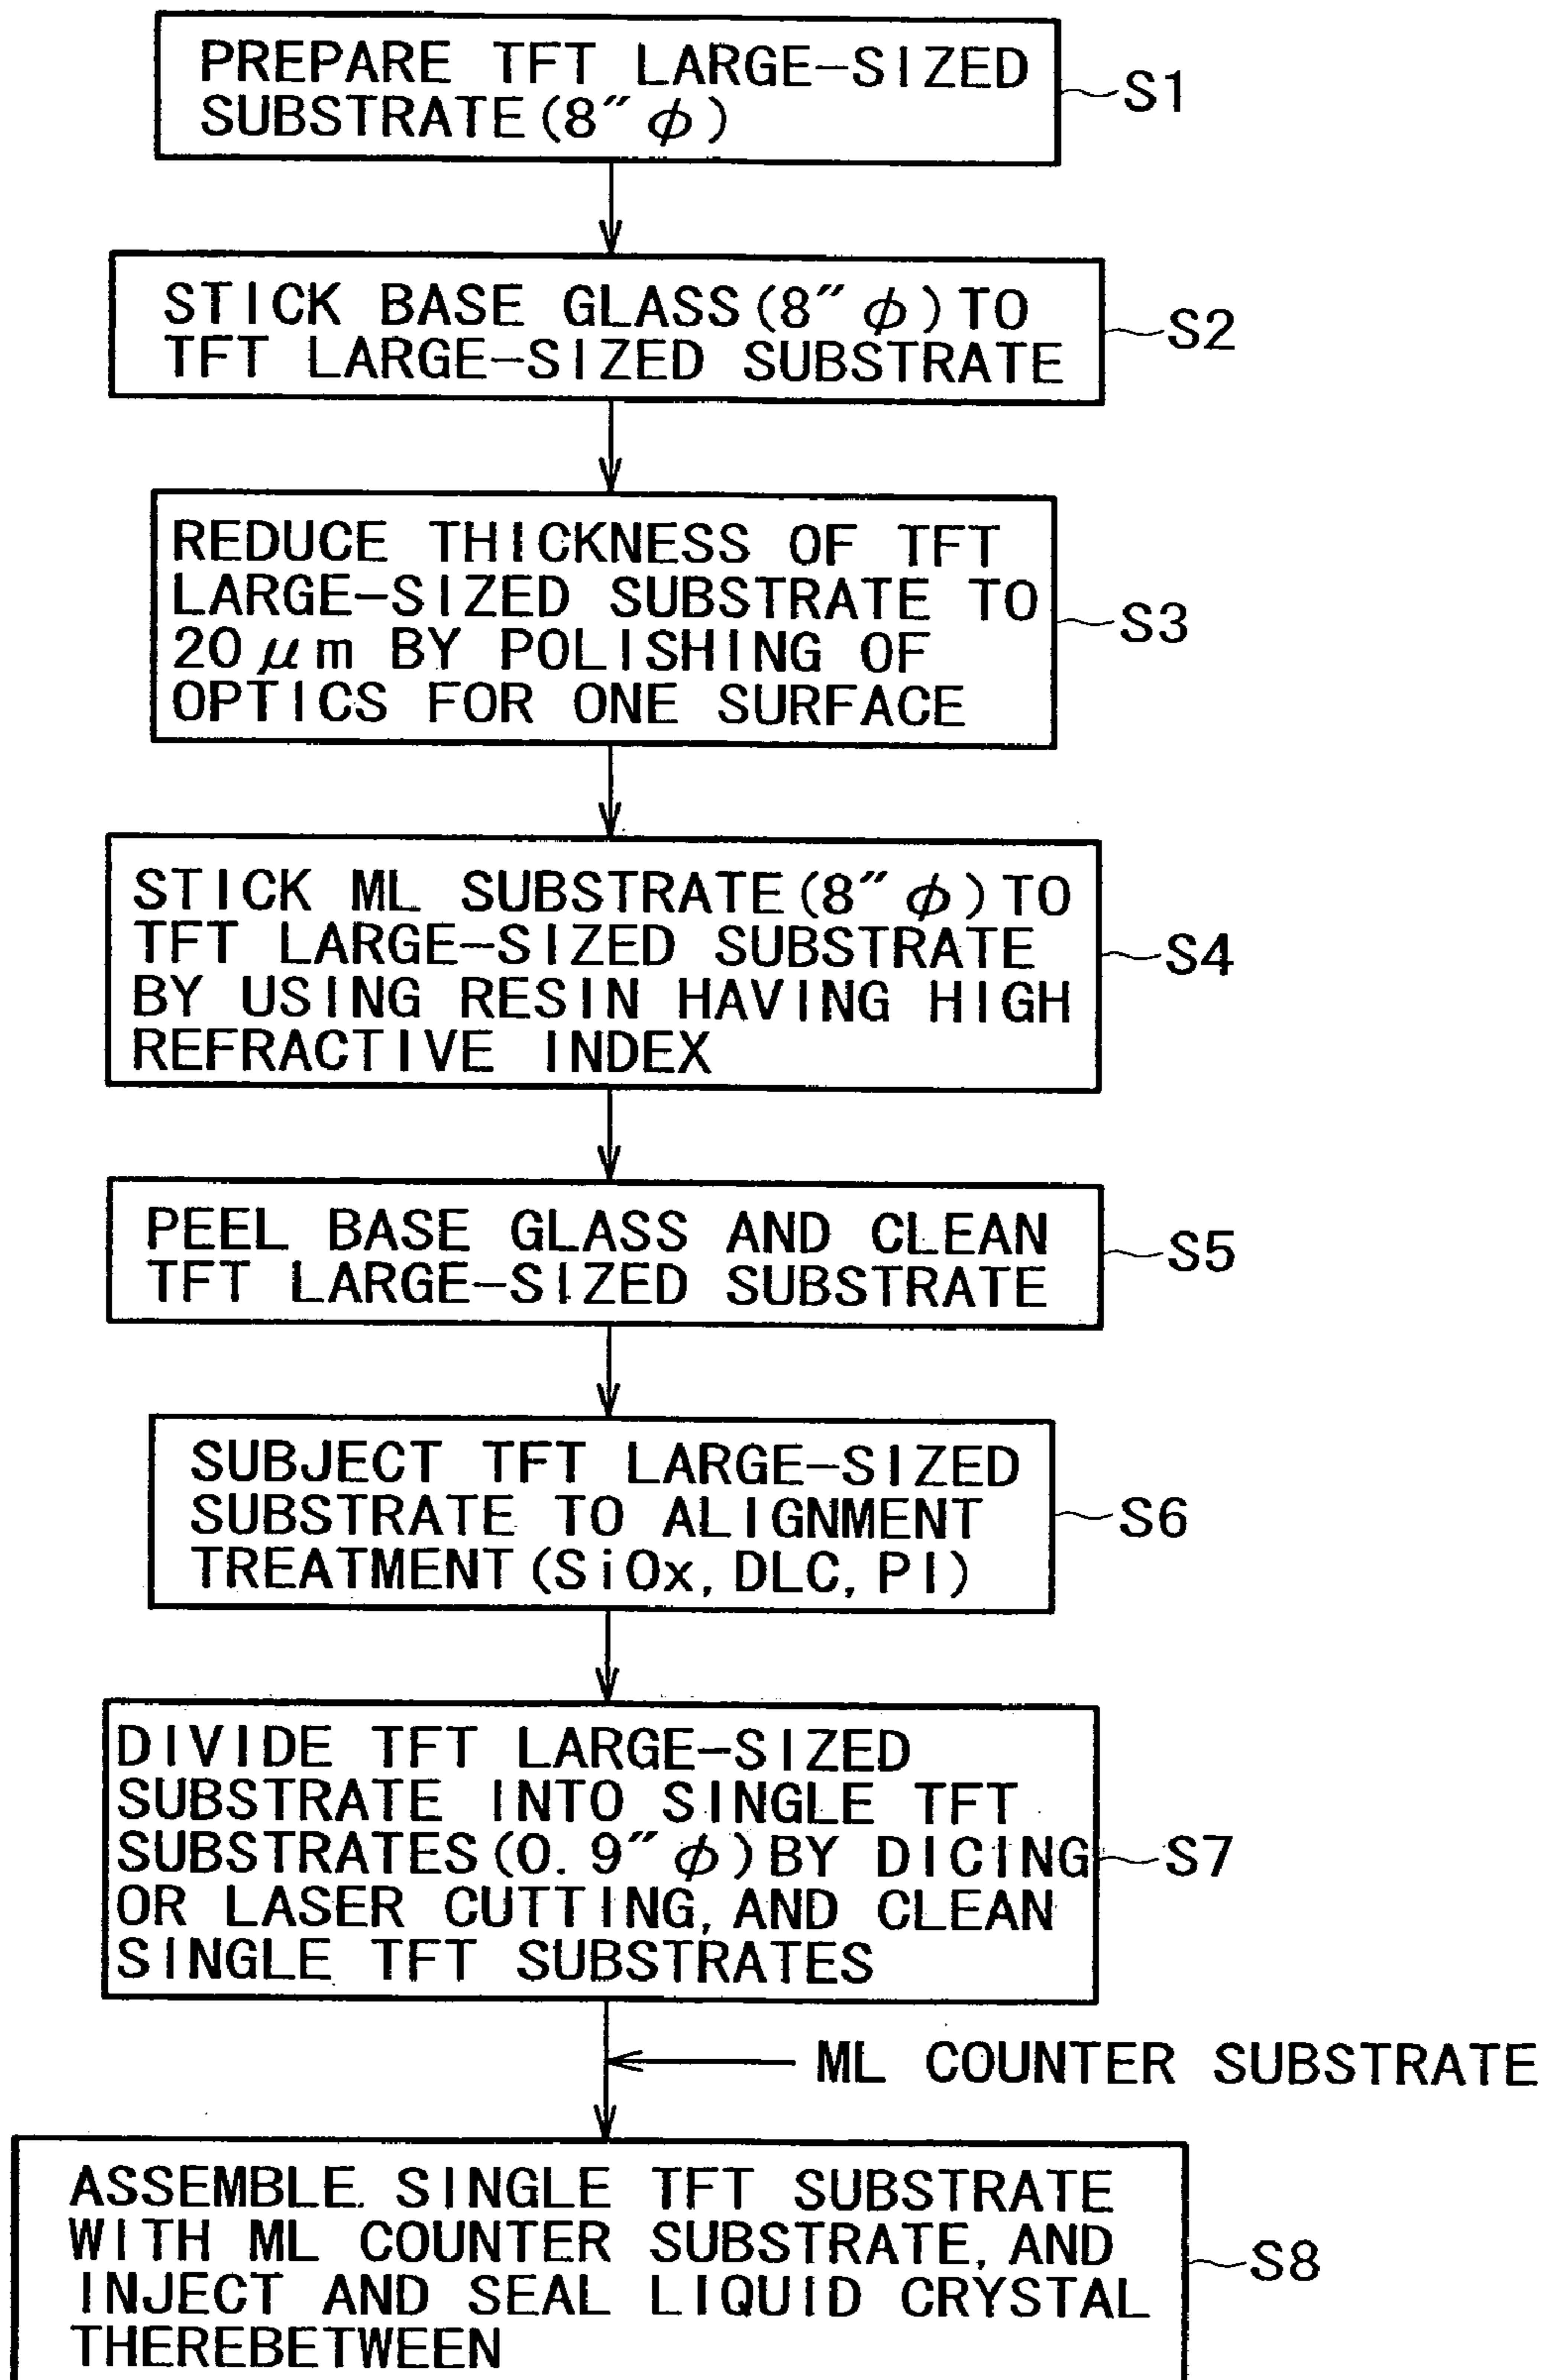 PREPARE TFT LARGE-SIZED
SUBSTRATE(8″φ)
S1
STICK BASE GLASS(8″φ)TO
TFT LARGE-SIZED SUBSTRATE
S2
REDUCE THICKNESS OF TFT
LARGE-SIZED SUBSTRATE TO
20μm BY POLISHING OF
OPTICS FOR ONE SURFACE
S3
STICK ML SUBSTRATE(8″φ)TO
TFT LARGE-SIZED SUBSTRATE
BY USING RESIN HAVING HIGH
REFRACTIVE INDEX
S4
PEEL BASE GLASS AND CLEAN
TFT LARGE-SIZED SUBSTRATE
S5
SUBJECT TFT LARGE-SIZED
SUBSTRATE TO ALIGNMENT
TREATMENT(SiOx, DLC, PI)
S6
DIVIDE TFT LARGE-SIZED
SUBSTRATE INTO SINGLE TFT
SUBSTRATES(0.9″φ)BY DICING
OR LASER CUTTING, AND CLEAN
SINGLE TFT SUBSTRATES
S7
ML COUNTER SUBSTRATE
ASSEMBLE SINGLE TFT SUBSTRATE
WITH ML COUNTER SUBSTRATE, AND
INJECT AND SEAL LIQUID CRYSTAL
THEREBETWEEN
S8